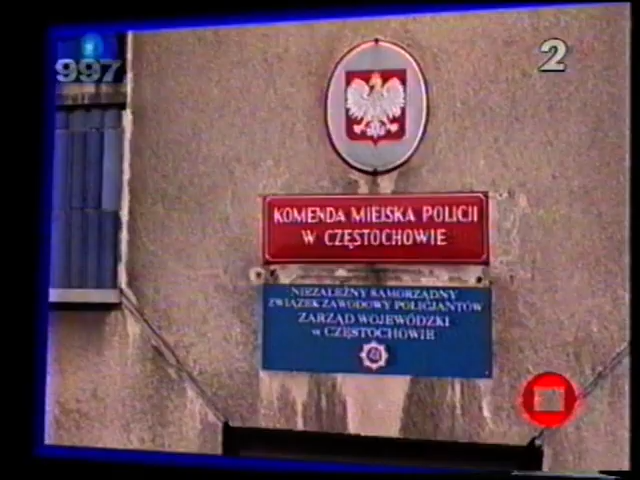 997
2
KOMENDA MIEJSKA POLICJI
W CZĘSTOCHOWIE
NIEZALEŻNY SAMORZĄDNY
ZWIĄZEK ZAWODOWY POLICJANTÓW
ZARZĄD WOJEWÓDZKI
w CZĘSTOCHOWIE